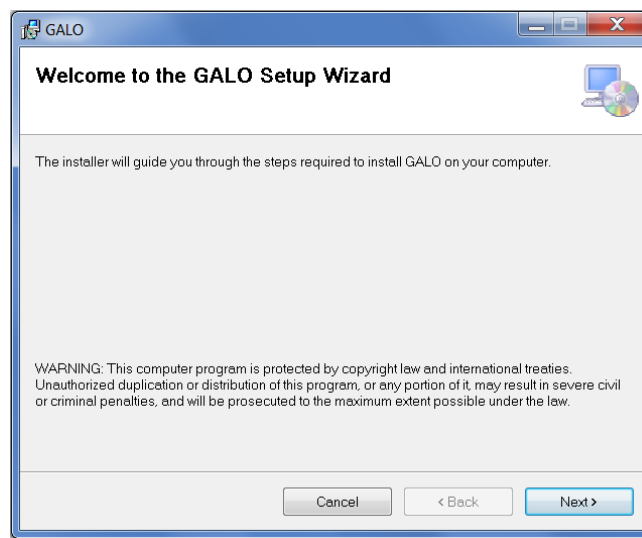 GALO
Welcome to the GALO Setup Wizard
The installer will guide you through the steps required to install GALO on your computer.
WARNING: This computer program is protected by copyright law and international treaties.
Unauthorized duplication or distribution of this program, or any portion of it, may result in severe civil
or criminal penalties, and will be prosecuted to the maximum extent possible under the law.
Cancel
< Back
Next >